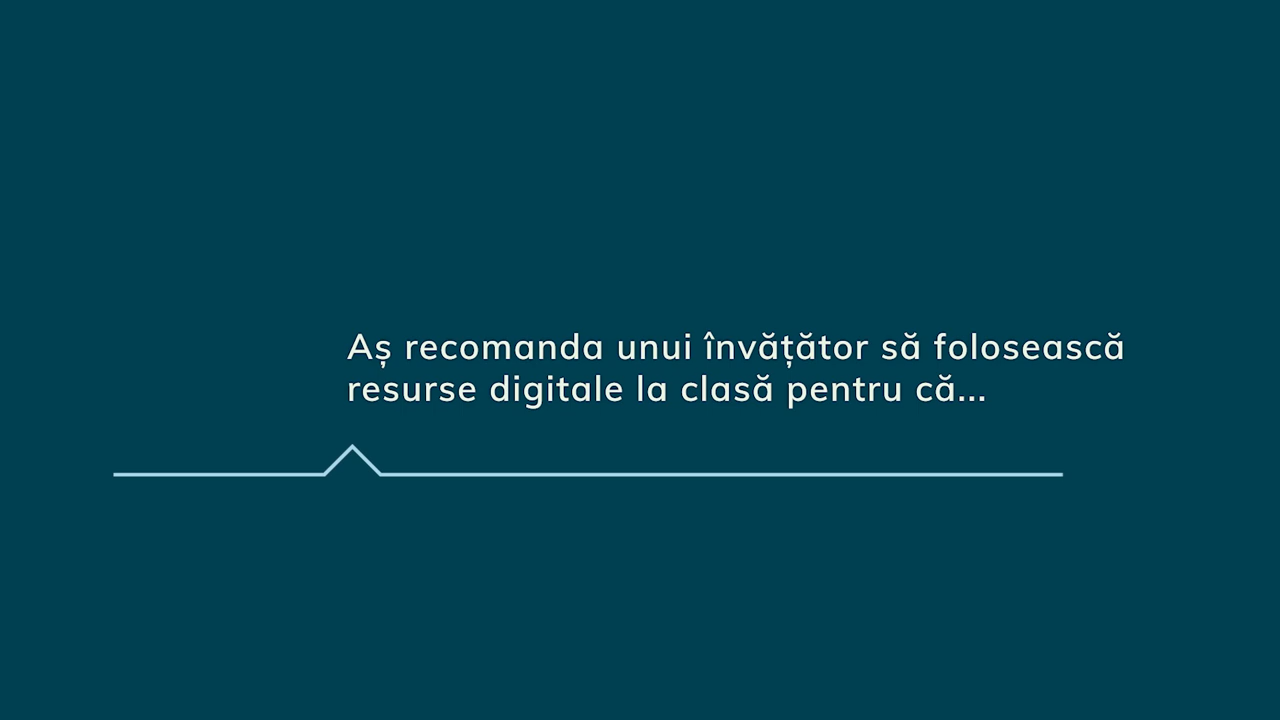 Aș recomanda unui învățător să folosească
resurse digitale la clasă pentru că...